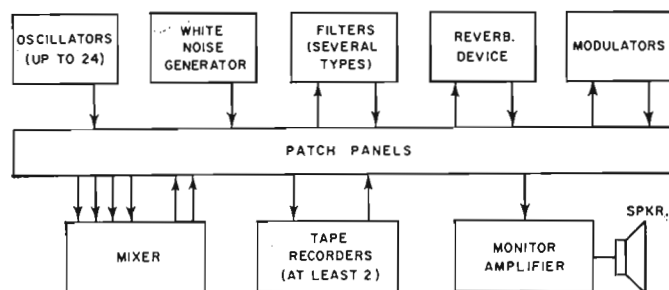 OSCILLATORS
(UP TO 24)
WHITE
NOISE
GENERATOR
FILTERS
(SEVERAL
TYPES)
REVERB.
DEVICE
MODULATORS
PATCH PANELS
MIXER
TAPE
RECORDERS
(AT LEAST 2)
MONITOR
AMPLIFIER
SPKR.